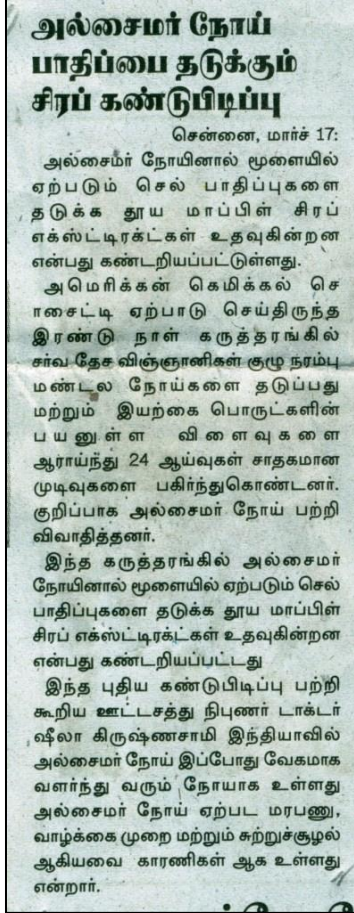 அல்சைமர் நோய்
பாதிப்பை தடுக்கும்
சிரப் கண்டுபிடிப்பு
சென்னை, மார்ச் 17:
அல்சைமர் நோயினால் மூளையில்
ஏற்படும் செல் பாதிப்புகளை
தடுக்க தூய மாப்பிள் சிரப்
எக்ஸ்ட்டிரக்ட்கள் உதவுகின்றன
என்பது கண்டறியப்பட்டுள்ளது.
அமெரிக்கன் கெமிக்கல் சொ
சைட்டி ஏற்பாடு செய்திருந்த
இரண்டு நாள் கருத்தரங்கில்
சர்வ தேச விஞ்ஞானிகள் குழு நரம்பு
மண்டல நோய்களை தடுப்பது
மற்றும் இயற்கை பொருட்களின்
பயனுள்ள விளைவுகளை
ஆராய்ந்து 24 ஆய்வுகள் சாதகமான
முடிவுகளை பகிர்ந்துகொண்டனர்.
குறிப்பாக அல்சைமர் நோய் பற்றி
விவாதித்தனர்.
இந்த கருத்தரங்கில் அல்சைமர்
நோயினால் மூளையில் ஏற்படும் செல்
பாதிப்புகளை தடுக்க தூய மாப்பிள்
சிரப் எக்ஸ்ட்டிரக்ட்கள் உதவுகின்றன
என்பது கண்டறியப்பட்டது
இந்த புதிய கண்டுபிடிப்பு பற்றி
கூறிய ஊட்டசத்து நிபுணர் டாக்டர்
ஷீலா கிருஷ்ணசாமி இந்தியாவில்
அல்சைமர் நோய் இப்போது வேகமாக
வளர்ந்து வரும் நோயாக உள்ளது
அல்சைமர் நோய் ஏற்பட மரபணு,
வாழ்க்கை முறை மற்றும் சுற்றுச்சூழல்
ஆகியவை காரணிகள் ஆக உள்ளது
என்றார்.